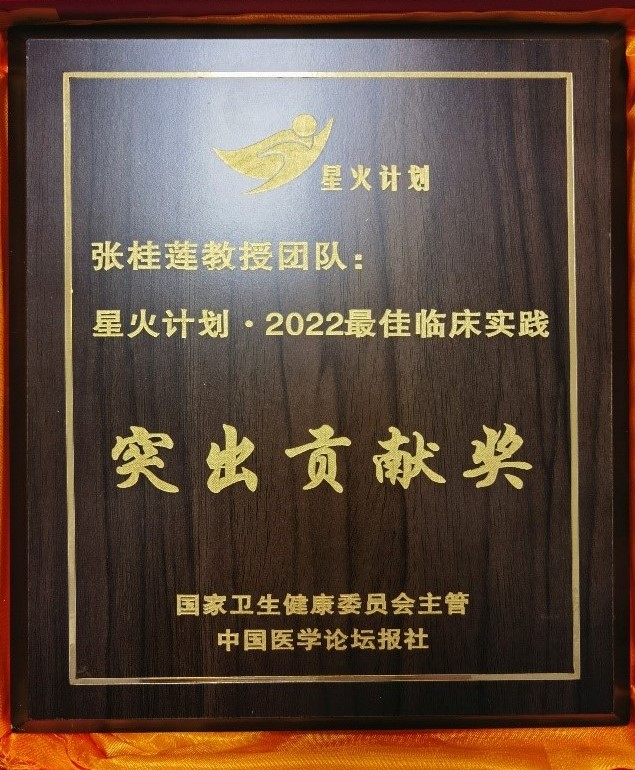 星火计划
张桂莲教授团队：
星火计划·2022最佳临床实践
突出贡献奖
国家卫生健康委员会主管
中国医学论坛报社